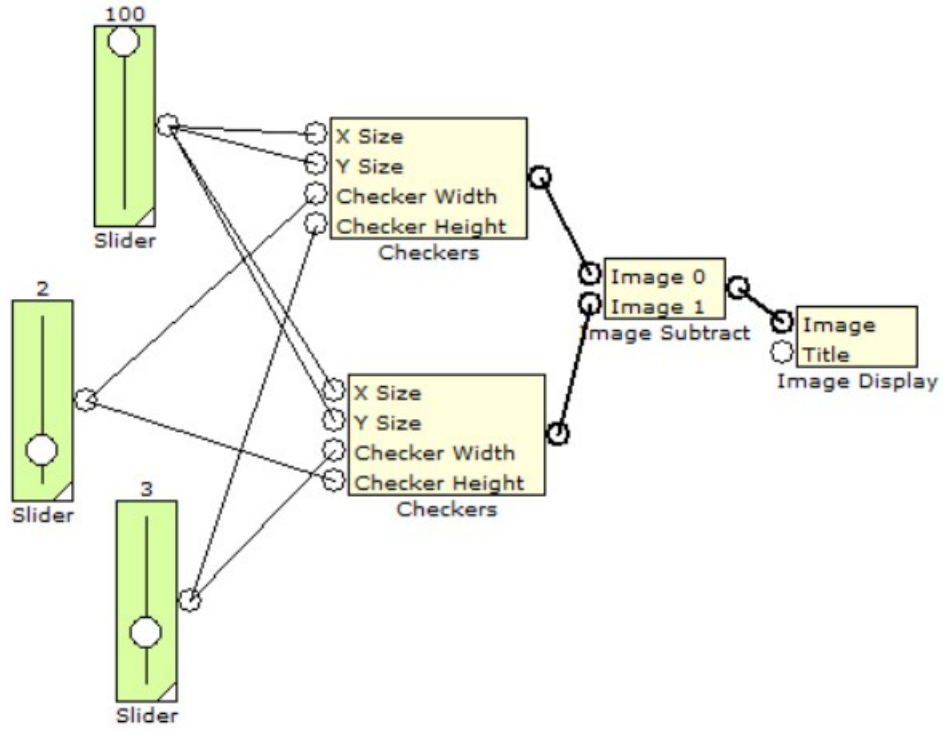 100
Slider
2
Slider
3
Slider
X Size
Y Size
Checker Width
Checker Height
Checkers
X Size
Y Size
Checker Width
Checker Height
Checkers
Image 0
Image 1
Image Subtract
Image
Title
Image Display